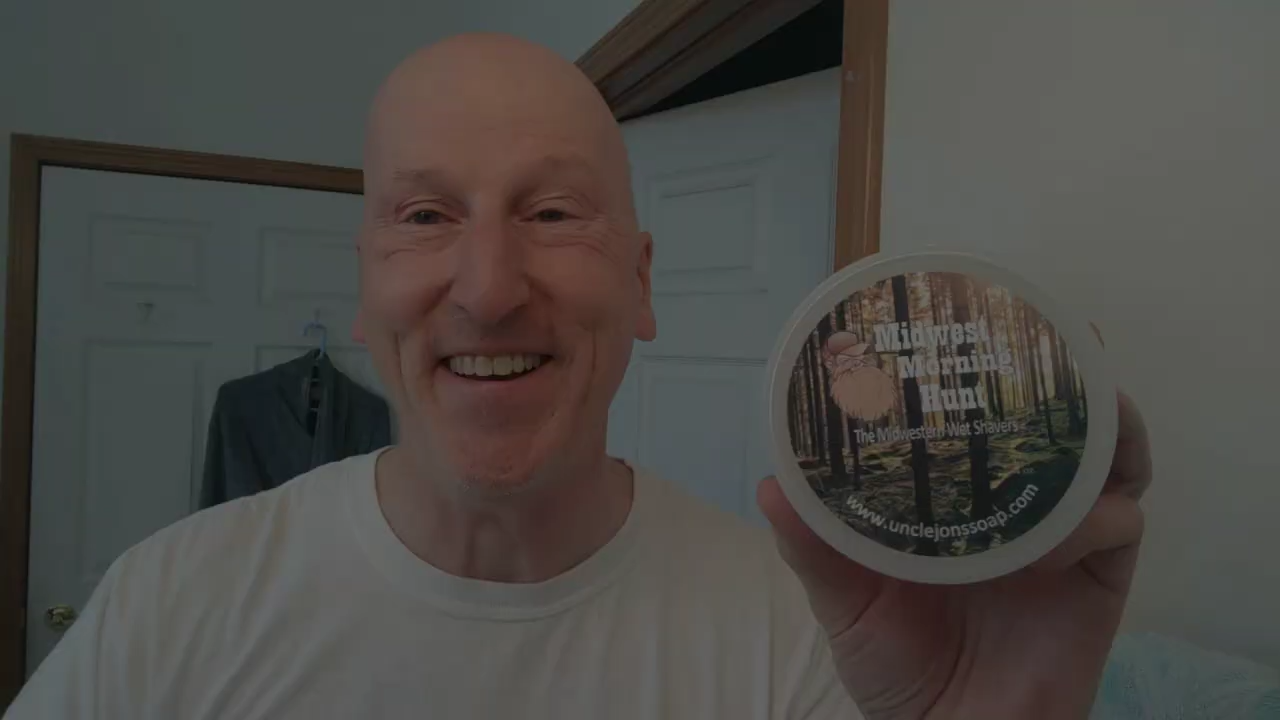 Midwest
Morning
Hunt
The Midwestern Wet Shavers
www.unclejonssoap.com